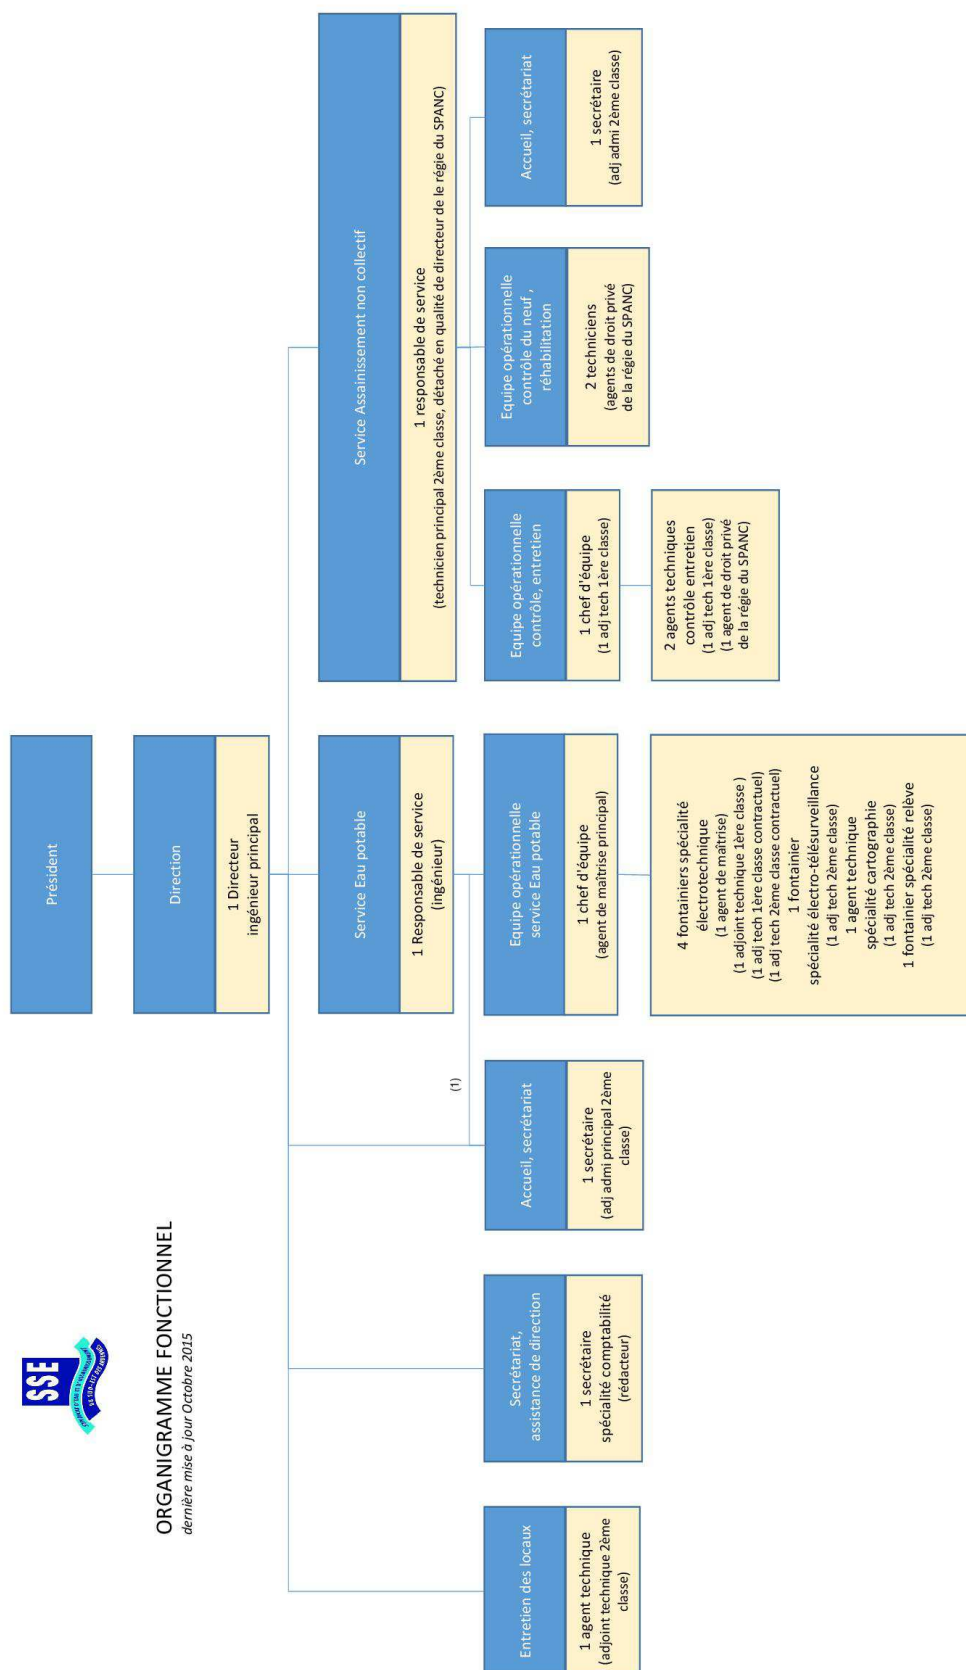 SSE
SUD-EST DES ARDENNES
ORGANIGRAMME FONCTIONNEL
dernière mise à jour Octobre 2015
Président
Direction
1 Directeur
ingénieur principal
Service Eau potable
1 Responsable de service
(ingénieur)
Service Assainissement non collectif
1 responsable de service
(technicien principal 2ème classe, détaché en qualité de directeur de le régie du SPANC)
(1)
Entretien des locaux
1 agent technique
(adjoint technique 2ème
classe)
Secrétariat,
assistance de direction
1 secrétaire
spécialité comptabilité
(rédacteur)
Accueil, secrétariat
1 secrétaire
(adj admi principal 2ème
classe)
Equipe opérationnelle
service Eau potable
1 chef d'équipe
(agent de maîtrise principal)
4 fontainiers spécialité
électrotechnique
(1 agent de maîtrise)
(1 adjoint technique 1ère classe )
(1 adj tech 1ère classe contractuel)
(1 adj tech 2ème classe contractuel)
1 fontainier
spécialité électro-télésurveillance
(1 adj tech 2ème classe)
1 agent technique
spécialité cartographie
(1 adj tech 2ème classe)
1 fontainier spécialité relève
(1 adj tech 2ème classe)
Equipe opérationnelle
contrôle, entretien
1 chef d'équipe
(1 adj tech 1ère classe)
2 agents techniques
contrôle entretien
(1 adj tech 1ère classe)
(1 agent de droit privé
de la régie du SPANC)
Equipe opérationnelle
contrôle du neuf ,
réhabilitation
2 techniciens
(agents de droit privé
de la régie du SPANC)
Accueil, secrétariat
1 secrétaire
(adj admi 2ème classe)